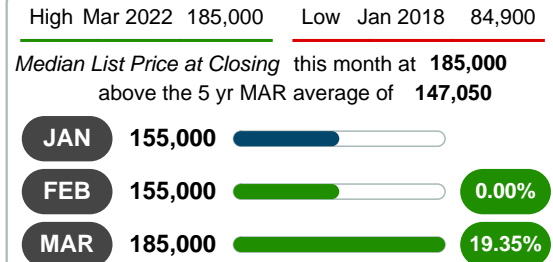 High Mar 2022 185,000 Low Jan 2018 84,900
Median List Price at Closing this month at 185,000
above the 5 yr MAR average of 147,050
JAN 155,000
FEB 155,000 0.00%
MAR 185,000 19.35%